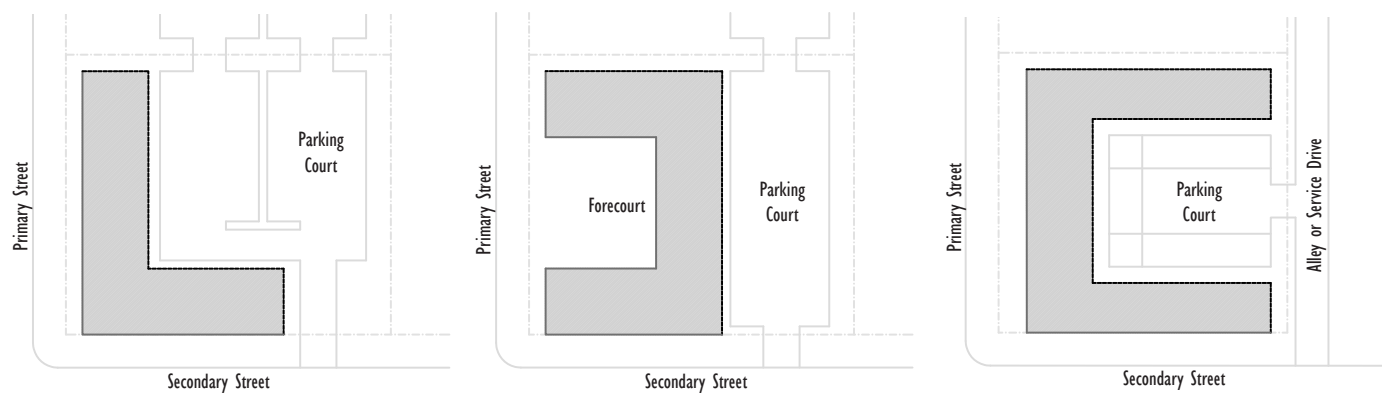 Primary Street
Parking
Court
Secondary Street
Primary Street
Forecourt
Parking
Court
Secondary Street
Primary Street
Parking
Court
Alley or Service Drive
Secondary Street